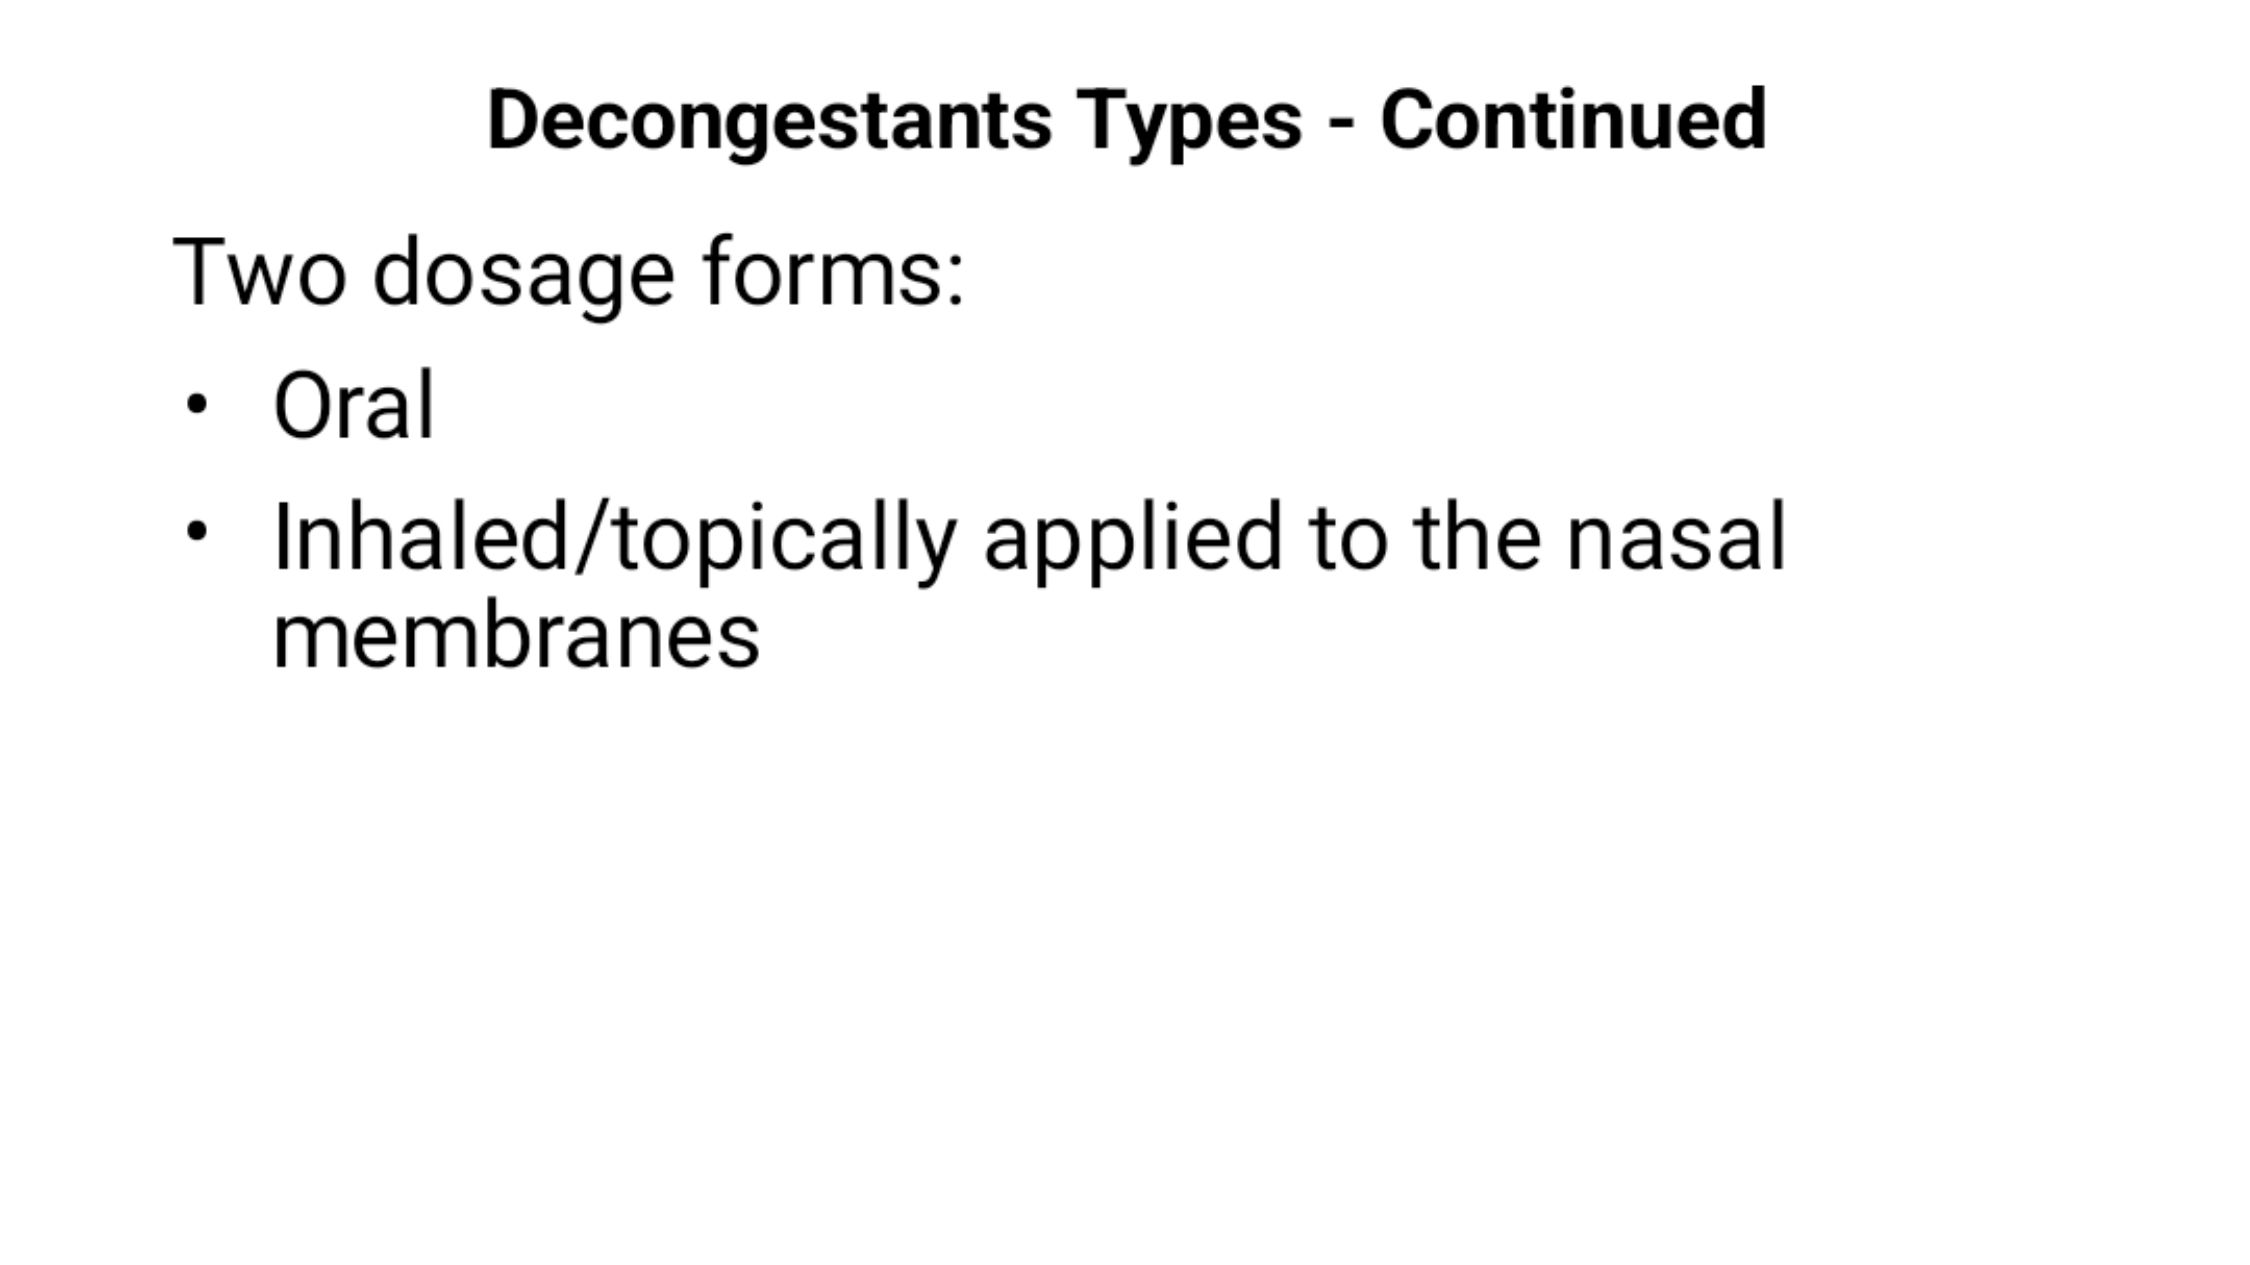 Decongestants Types - Continued
Two dosage forms:
• Oral
• Inhaled/topically applied to the nasal
membranes